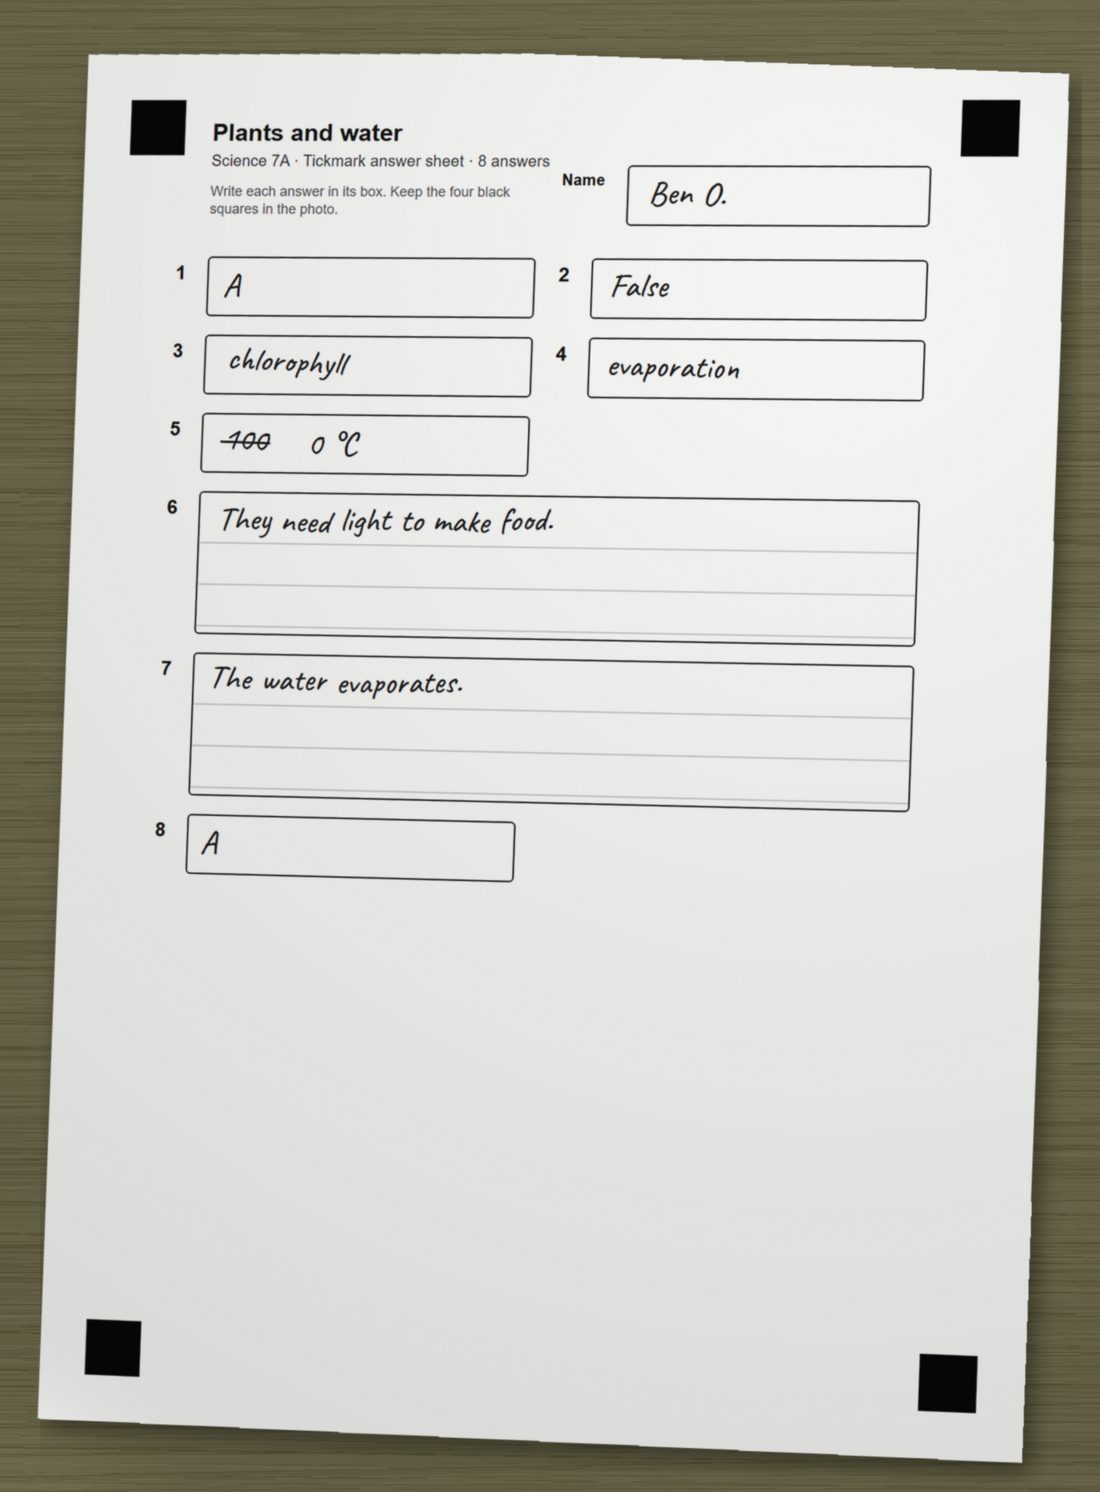 Plants and water
Science 7A · Tickmark answer sheet · 8 answers
Write each answer in its box. Keep the four black
squares in the photo.
Name Ben O.
1 A
2 False
3 chlorophyll
4 evaporation
5 ~~100~~ 0 °C
6 They need light to make food.
7 The water evaporates.
8 A